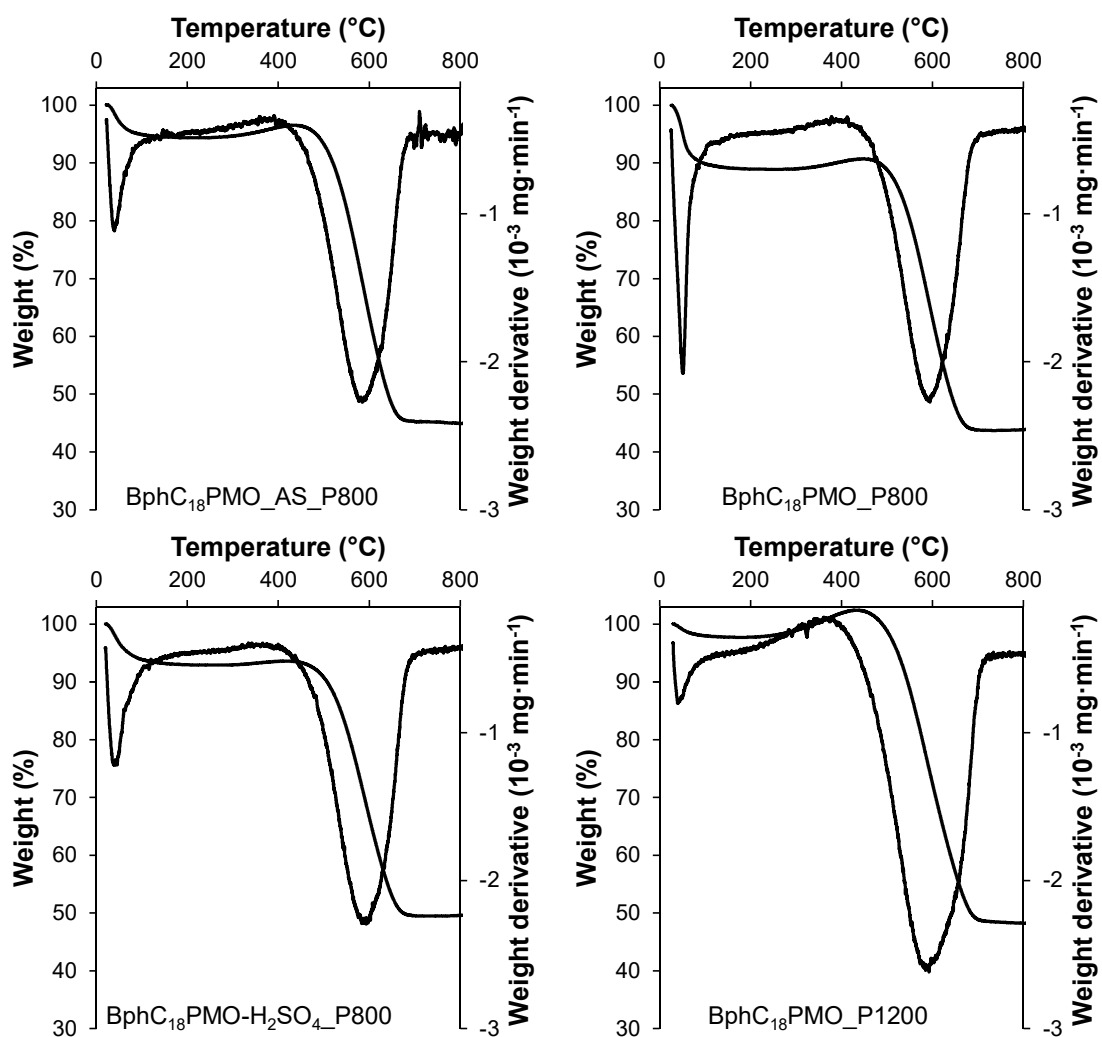 Temperature (°C)
0 200 400 600 800
100
90
80
70
60
50
40
30
Weight (%)
-1
-2
-3
Weight derivative (10⁻³ mg·min⁻¹)
BphC₁₈PMO_AS_P800
Temperature (°C)
0 200 400 600 800
100
90
80
70
60
50
40
30
Weight (%)
-1
-2
-3
Weight derivative (10⁻³ mg·min⁻¹)
BphC₁₈PMO_P800
Temperature (°C)
0 200 400 600 800
100
90
80
70
60
50
40
30
Weight (%)
-1
-2
-3
Weight derivative (10⁻³ mg·min⁻¹)
BphC₁₈PMO-H₂SO₄_P800
Temperature (°C)
0 200 400 600 800
100
90
80
70
60
50
40
30
Weight (%)
-1
-2
-3
Weight derivative (10⁻³ mg·min⁻¹)
BphC₁₈PMO_P1200